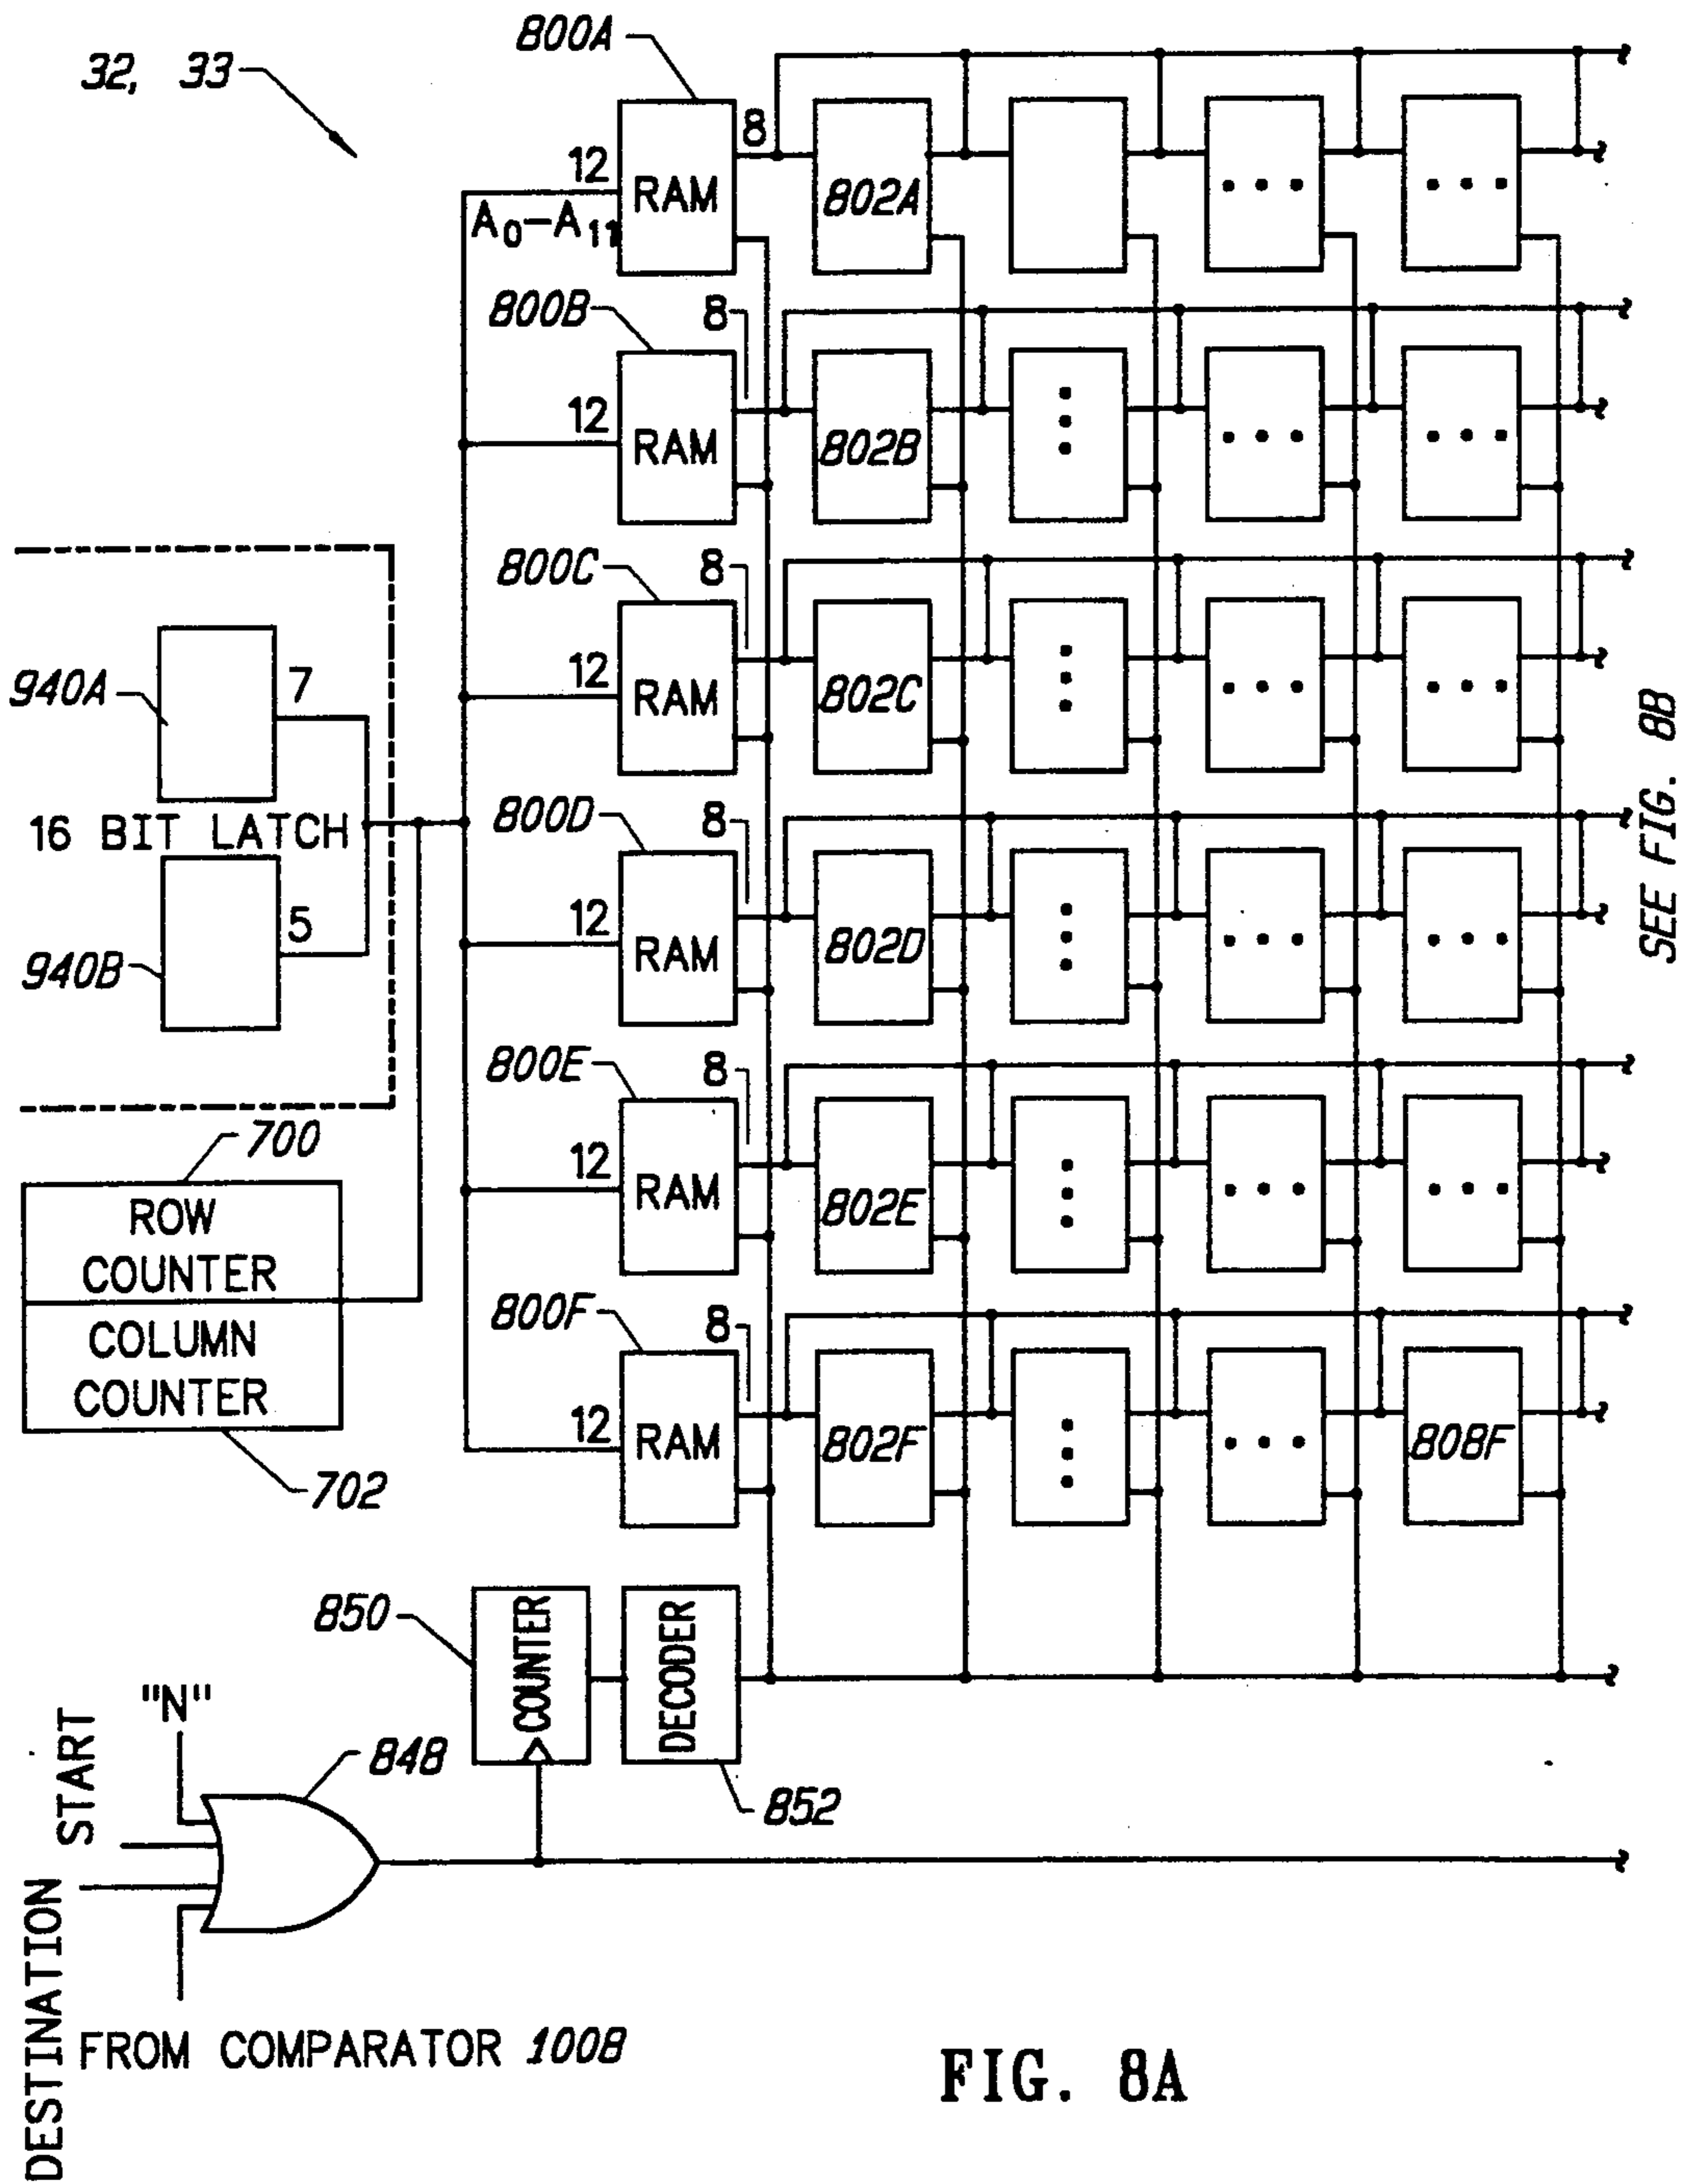 32, 33
800A
12
A0-A11
RAM
8
802A
• • •
• • •
800B
12
RAM
8
802B
• • •
• • •
• • •
800C
12
RAM
8
802C
• • •
• • •
• • •
940A
7
16 BIT LATCH
940B
5
800D
12
RAM
8
802D
• • •
• • •
• • •
SEE FIG. 8B
800E
12
RAM
8
802E
• • •
• • •
• • •
700
ROW
COUNTER
COLUMN
COUNTER
702
800F
12
RAM
8
802F
• • •
• • •
808F
850
COUNTER
DECODER
852
"N"
START
848
DESTINATION
FROM COMPARATOR 1008
FIG. 8A